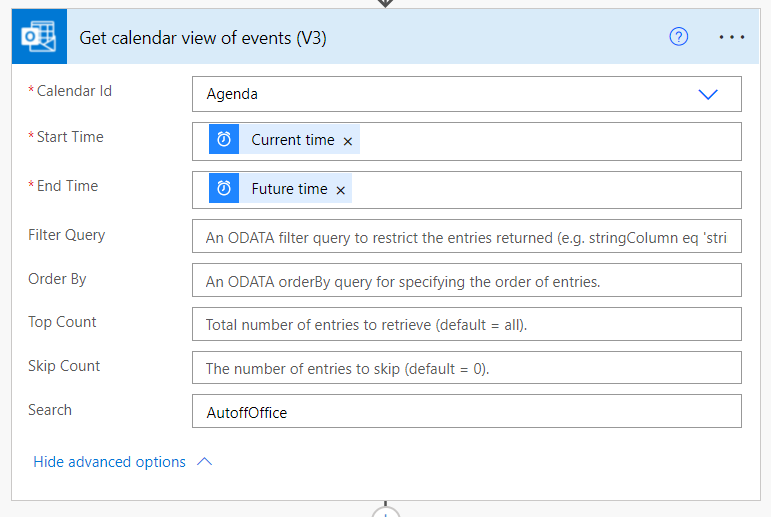 Get calendar view of events (V3)
* Calendar Id
Agenda
* Start Time
Current time ×
* End Time
Future time ×
Filter Query
An ODATA filter query to restrict the entries returned (e.g. stringColumn eq 'stri
Order By
An ODATA orderBy query for specifying the order of entries.
Top Count
Total number of entries to retrieve (default = all).
Skip Count
The number of entries to skip (default = 0).
Search
AutoffOffice
Hide advanced options